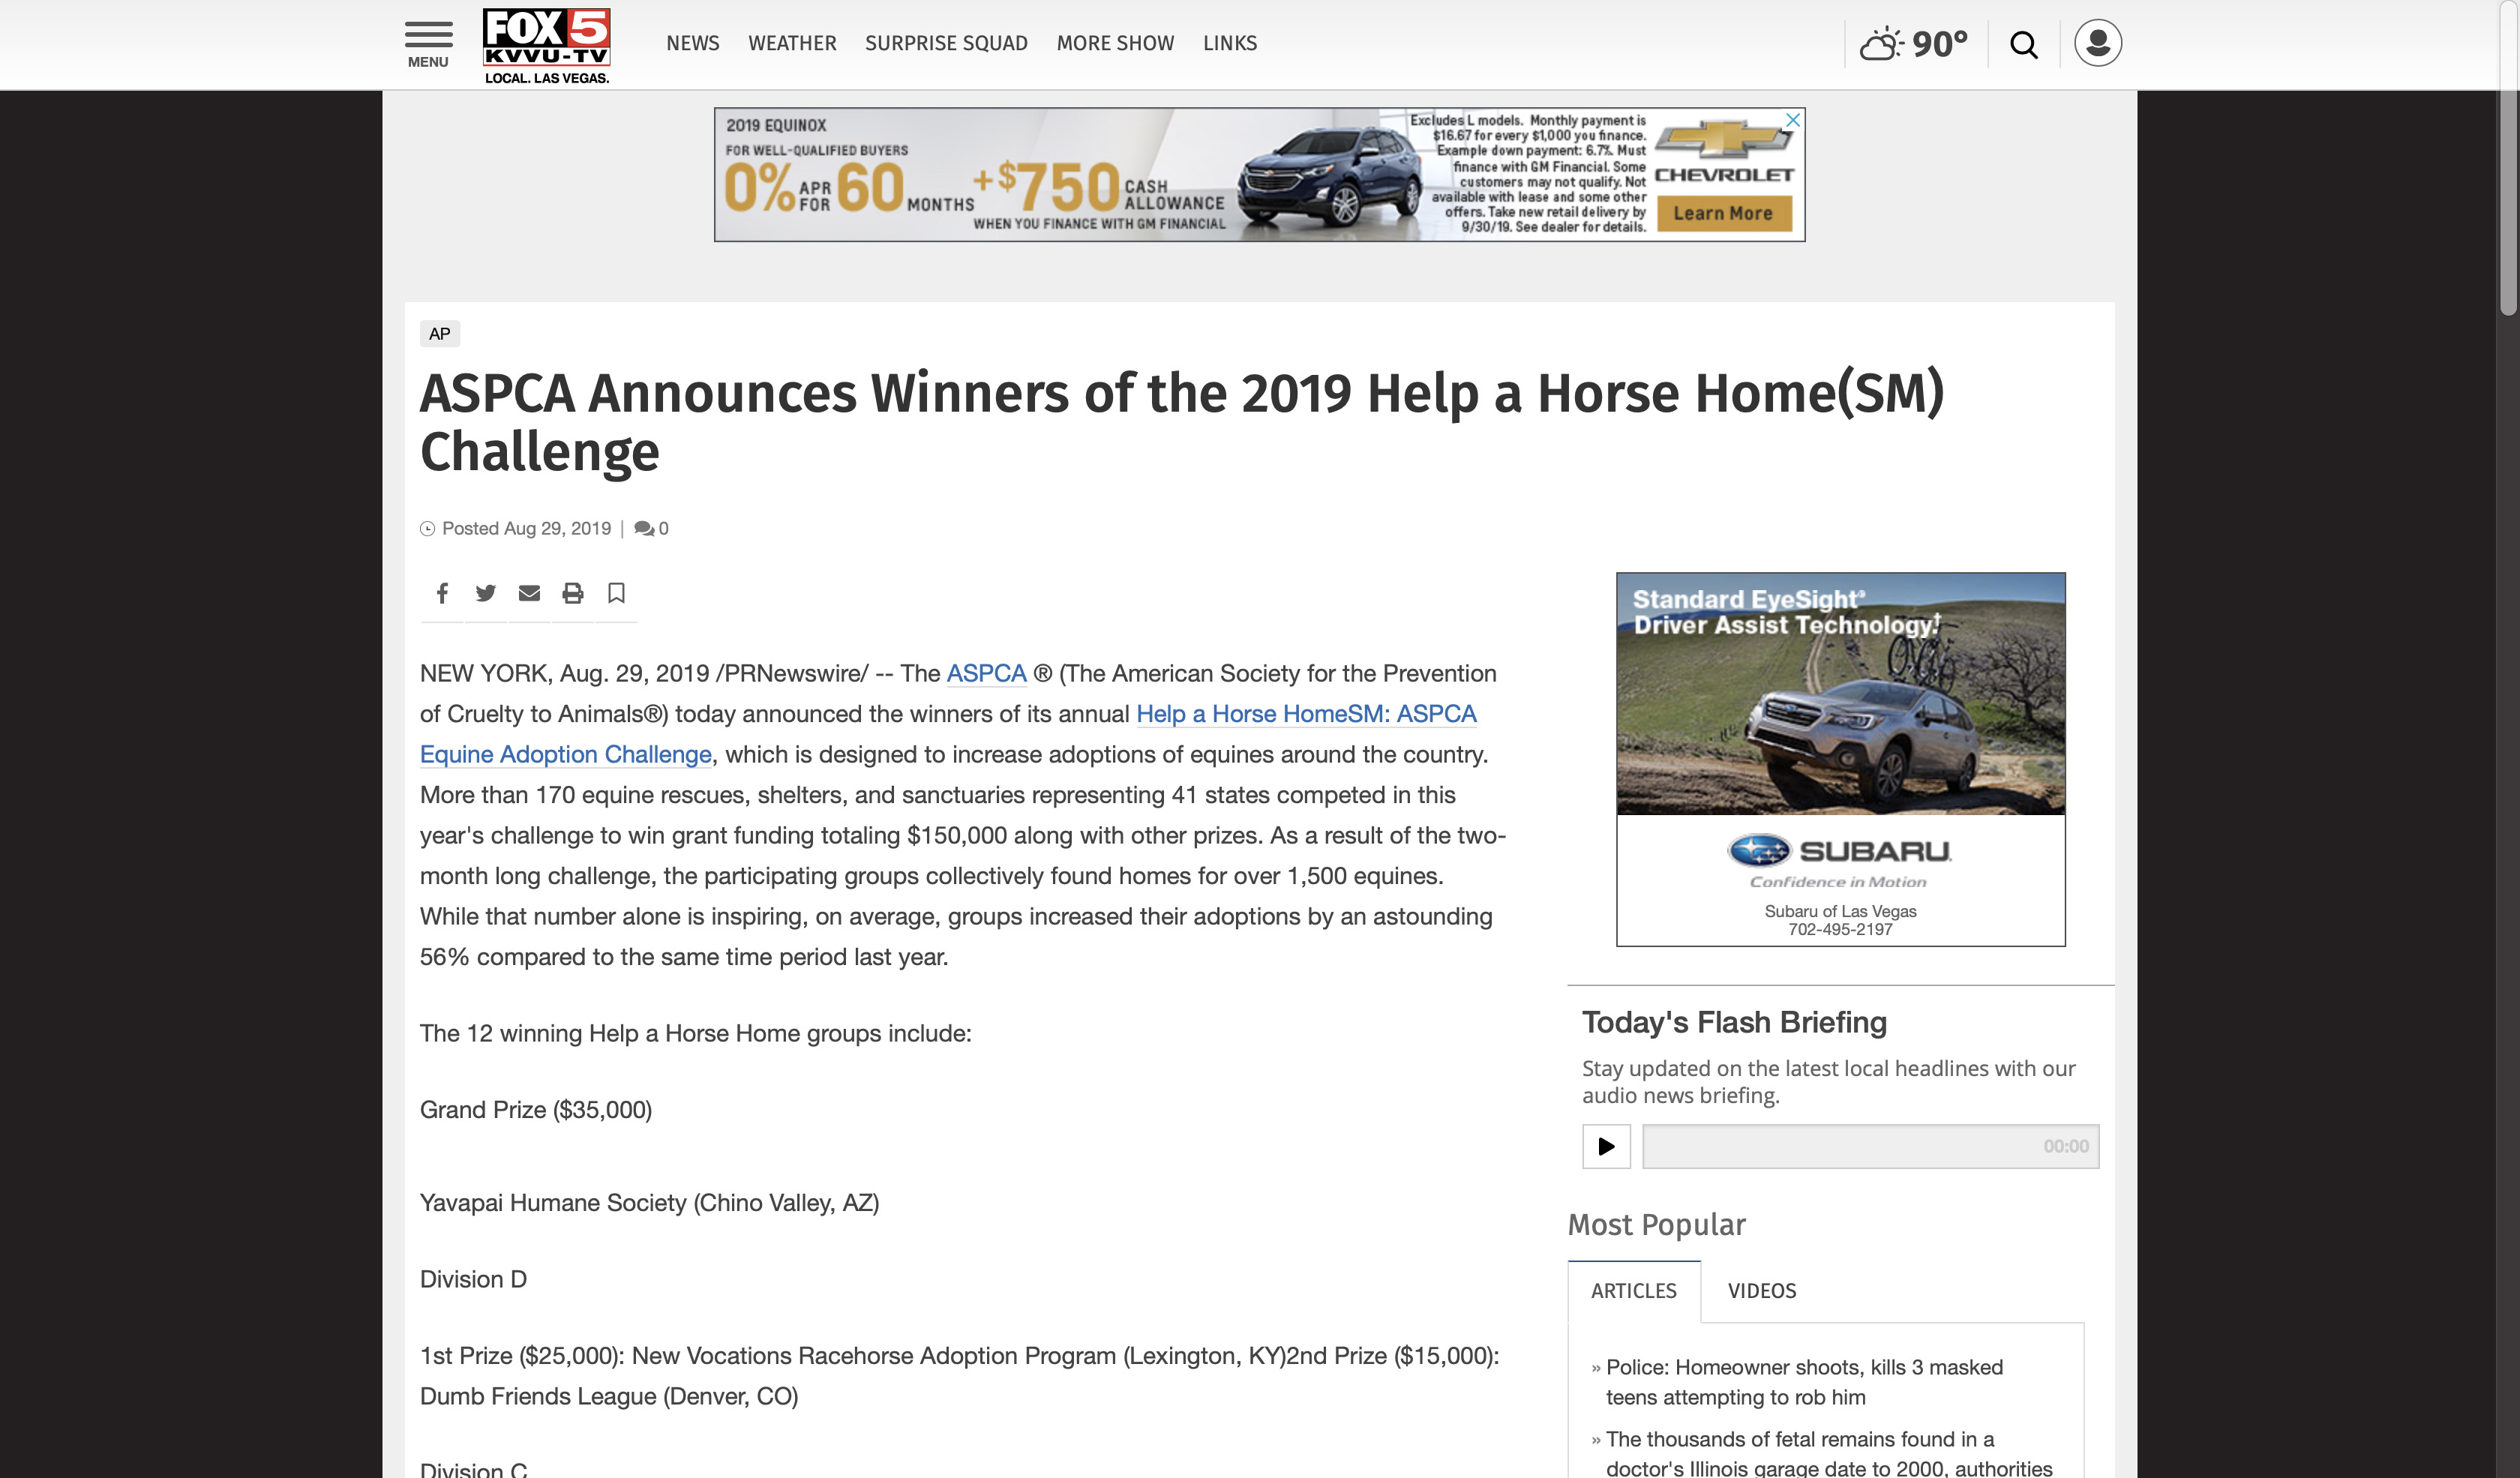 MENU
FOX 5
KVVU-TV
LOCAL. LAS VEGAS.
NEWS WEATHER SURPRISE SQUAD MORE SHOW LINKS
90°
2019 EQUINOX
FOR WELL-QUALIFIED BUYERS
0% APR FOR 60 MONTHS +$750 CASH ALLOWANCE
WHEN YOU FINANCE WITH GM FINANCIAL
Excludes L models. Monthly payment is
$16.67 for every $1,000 you finance.
Example down payment: 6.7%. Must
finance with GM Financial. Some
customers may not qualify. Not
available with lease and some other
offers. Take new retail delivery by
9/30/19. See dealer for details.
CHEVROLET
Learn More
AP
ASPCA Announces Winners of the 2019 Help a Horse Home(SM)
Challenge
Posted Aug 29, 2019 | 0
NEW YORK, Aug. 29, 2019 /PRNewswire/ -- The ASPCA ® (The American Society for the Prevention
of Cruelty to Animals®) today announced the winners of its annual Help a Horse HomeSM: ASPCA
Equine Adoption Challenge, which is designed to increase adoptions of equines around the country.
More than 170 equine rescues, shelters, and sanctuaries representing 41 states competed in this
year's challenge to win grant funding totaling $150,000 along with other prizes. As a result of the two-
month long challenge, the participating groups collectively found homes for over 1,500 equines.
While that number alone is inspiring, on average, groups increased their adoptions by an astounding
56% compared to the same time period last year.
The 12 winning Help a Horse Home groups include:
Grand Prize ($35,000)
Yavapai Humane Society (Chino Valley, AZ)
Division D
1st Prize ($25,000): New Vocations Racehorse Adoption Program (Lexington, KY)2nd Prize ($15,000):
Dumb Friends League (Denver, CO)
Division C
Standard EyeSight®
Driver Assist Technology.†
SUBARU
Confidence in Motion
Subaru of Las Vegas
702-495-2197
Today's Flash Briefing
Stay updated on the latest local headlines with our
audio news briefing.
00:00
Most Popular
ARTICLES VIDEOS
» Police: Homeowner shoots, kills 3 masked
teens attempting to rob him
» The thousands of fetal remains found in a
doctor's Illinois garage date to 2000, authorities